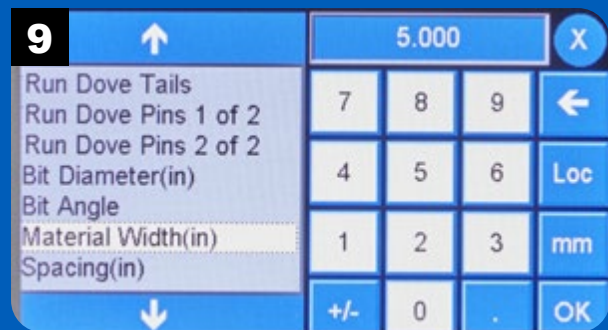 9
5.000
X
Run Dove Tails
Run Dove Pins 1 of 2
Run Dove Pins 2 of 2
Bit Diameter(in)
Bit Angle
Material Width(in)
Spacing(in)
7 8 9
4 5 6 Loc
1 2 3 mm
+/- 0 . OK